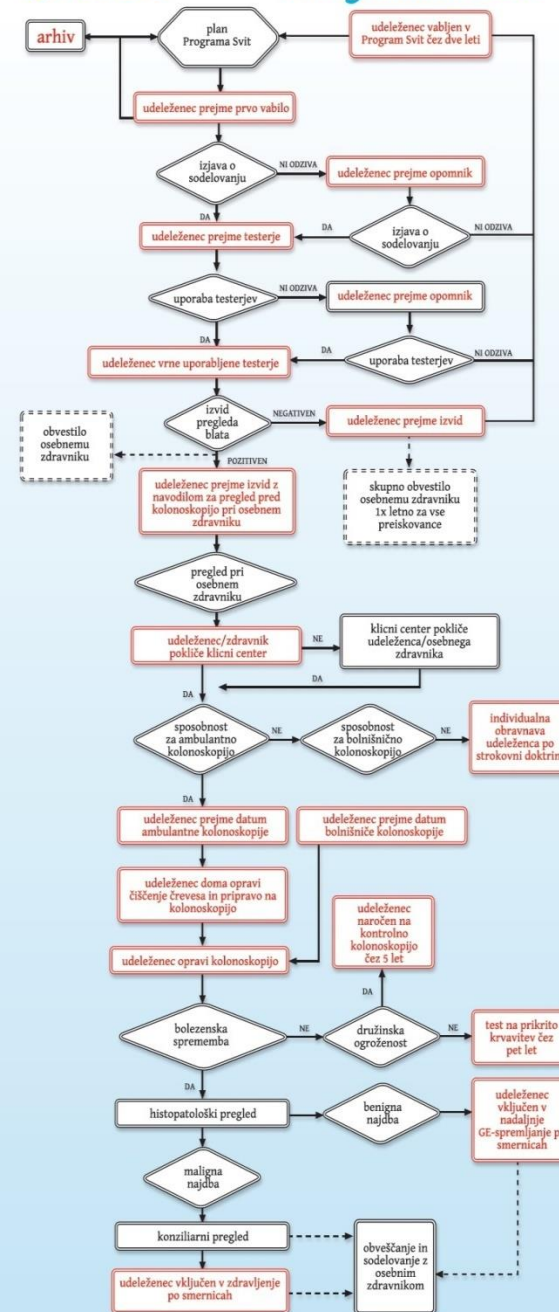 arhiv
plan
Programa Svit
udeleženec vabljen v
Program Svit čez dve leti
udeleženec prejme prvo vabilo
izjava o
sodelovanju
NI ODZIVA
udeleženec prejme opomnik
DA
udeleženec prejme testerje
DA
izjava o
sodelovanju
NI ODZIVA
uporaba testerjev
NI ODZIVA
udeleženec prejme opomnik
DA
udeleženec vrne uporabljene testerje
DA
uporaba testerjev
NI ODZIVA
izvid
pregleda
blata
NEGATIVEN
udeleženec prejme izvid
obvestilo
osebnemu
zdravniku
POZITIVEN
udeleženec prejme izvid z
navodilom za pregled pred
kolonoskopijo pri osebnem
zdravniku
skupno obvestilo
osebnemu zdravniku
1x letno za vse
preiskovance
pregled pri
osebnem
zdravniku
udeleženec/zdravnik
pokliče klicni center
NE
klicni center pokliče
udeleženca/osebnega
zdravnika
DA
DA
sposobnost
za ambulantno
kolonoskopijo
NE
sposobnost
za bolnišnično
kolonoskopijo
NE
individualna
obravnava
udeleženca po
strokovni doktrin
DA
udeleženec prejme datum
ambulantne kolonoskopije
udeleženec prejme datum
bolnišniče kolonoskopije
udeleženec doma opravi
čiščenje črevesa in pripravo na
kolonoskopijo
udeleženec
naročen na
kontrolno
kolonoskopijo
čez 5 let
udeleženec opravi kolonoskopijo
DA
bolezenska
sprememba
NE
družinska
ogroženost
NE
test na prikrito
krvavitev čez
pet let
DA
histopatološki pregled
benigna
najdba
udeleženec
vključen v
nadaljnje
GE-spremljanje p
smernicah
maligna
najdba
konziliarni pregled
obveščanje in
sodelovanje z
osebnim
zdravnikom
udeleženec vključen v zdravljenje
po smernicah